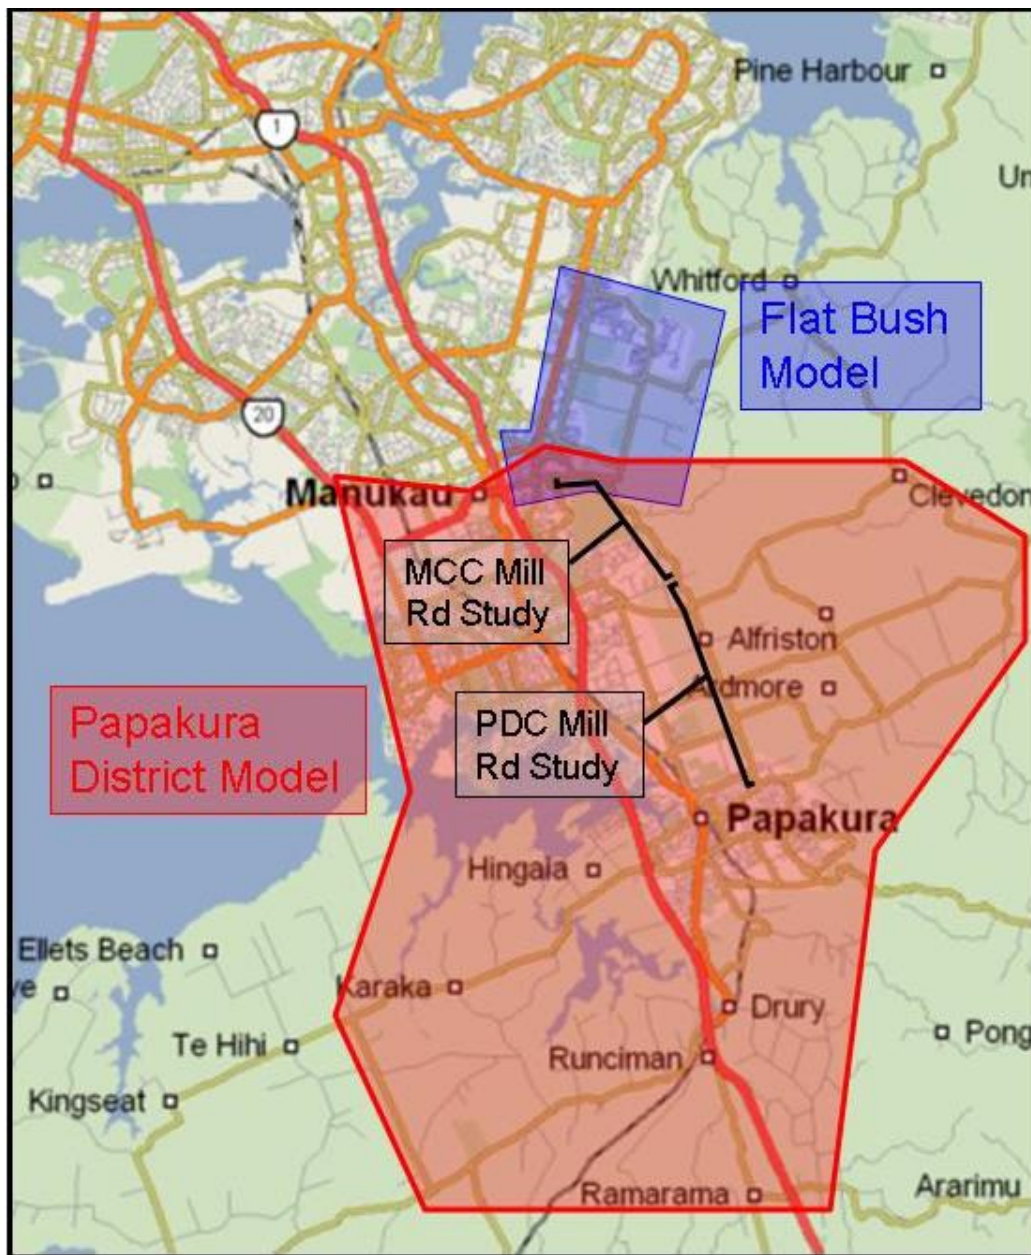 Pine Harbour
1
Un
Whitford
Flat Bush
Model
20
Manukau
Clevedon
MCC Mill
Rd Study
Alfriston
Ardmore
Papakura
District Model
PDC Mill
Rd Study
Papakura
Hingaia
Ellets Beach
Karaka
Drury
Te Hihi
Runciman
Pong
Kingseat
Ramarama
Ararimu